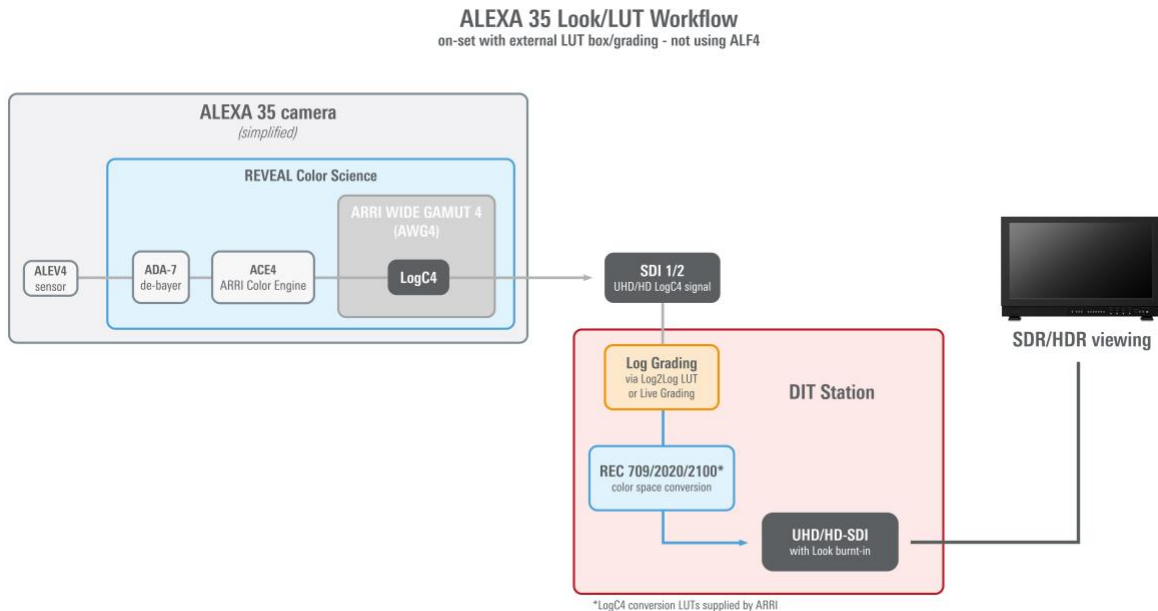 ALEXA 35 Look/LUT Workflow
on-set with external LUT box/grading - not using ALF4
ALEXA 35 camera
(simplified)
REVEAL Color Science
ARRI WIDE GAMUT 4
(AWG4)
ALEV4
sensor
ADA-7
de-bayer
ACE4
ARRI Color Engine
LogC4
SDI 1/2
UHD/HD LogC4 signal
SDR/HDR viewing
Log Grading
via Log2Log LUT
or Live Grading
DIT Station
REC 709/2020/2100*
color space conversion
UHD/HD-SDI
with Look burnt-in
*LogC4 conversion LUTs supplied by ARRI